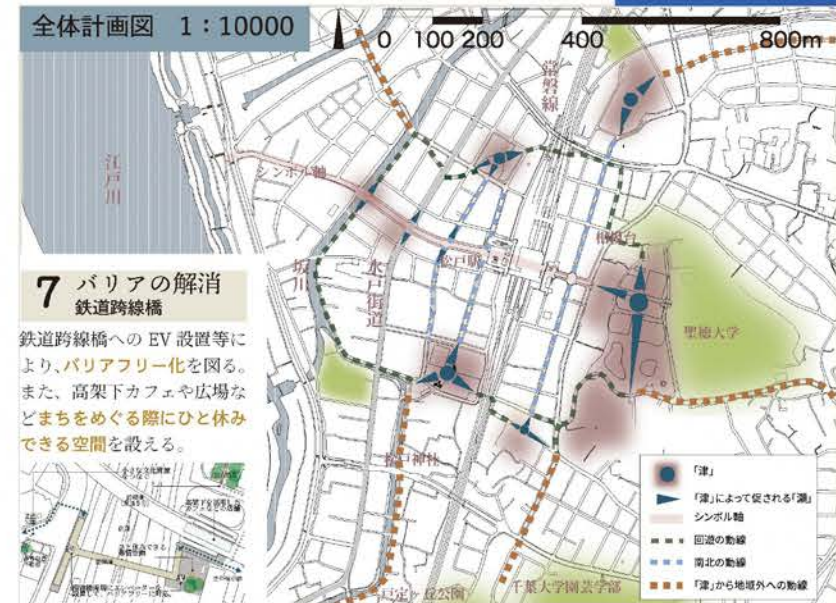 全体計画図 1：10000
0 100 200 400 800m
常磐線
江戸川
シンボル軸
相模台
松戸駅
坂川
水戸街道
聖徳大学
7 バリアの解消
鉄道跨線橋
鉄道跨線橋への EV 設置等に
より、バリアフリー化を図る。
また、高架下カフェや広場な
どまちをめぐる際にひと休み
できる空間を設える。
松戸神社
戸定ヶ丘公園
千葉大学園芸学部
「津」
「津」によって促される「瀬」
シンボル軸
回遊の動線
南北の動線
「津」から地域外への動線